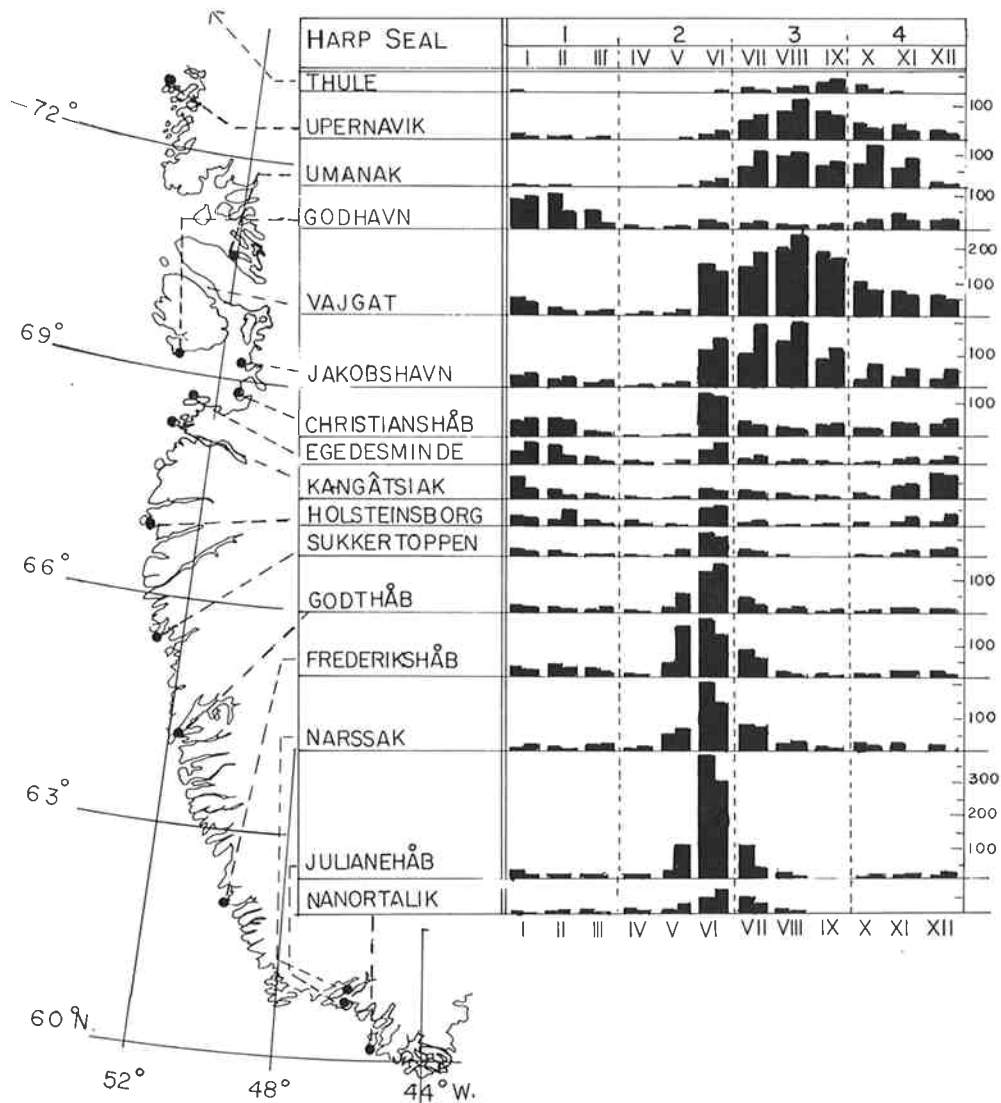 HARP SEAL 1 2 3 4
I II III IV V VI VII VIII IX X XI XII
THULE
UPERNAVIK 100
UMANAK 100
GODHAVN 100
VAJGAT 200 100
JAKOBSHAVN 100
CHRISTIANSHÅB 100
EGEDESMINDE
KANGÂTSIAK
HOLSTEINSBORG
SUKKERTOPPEN
GODTHÅB 100
FREDERIKSHÅB 100
NARSSAK 100
JULIANEHÅB 300 200 100
NANORTALIK
I II III IV V VI VII VIII IX X XI XII
72°
69°
66°
63°
60°N
52° 48° 44° W.